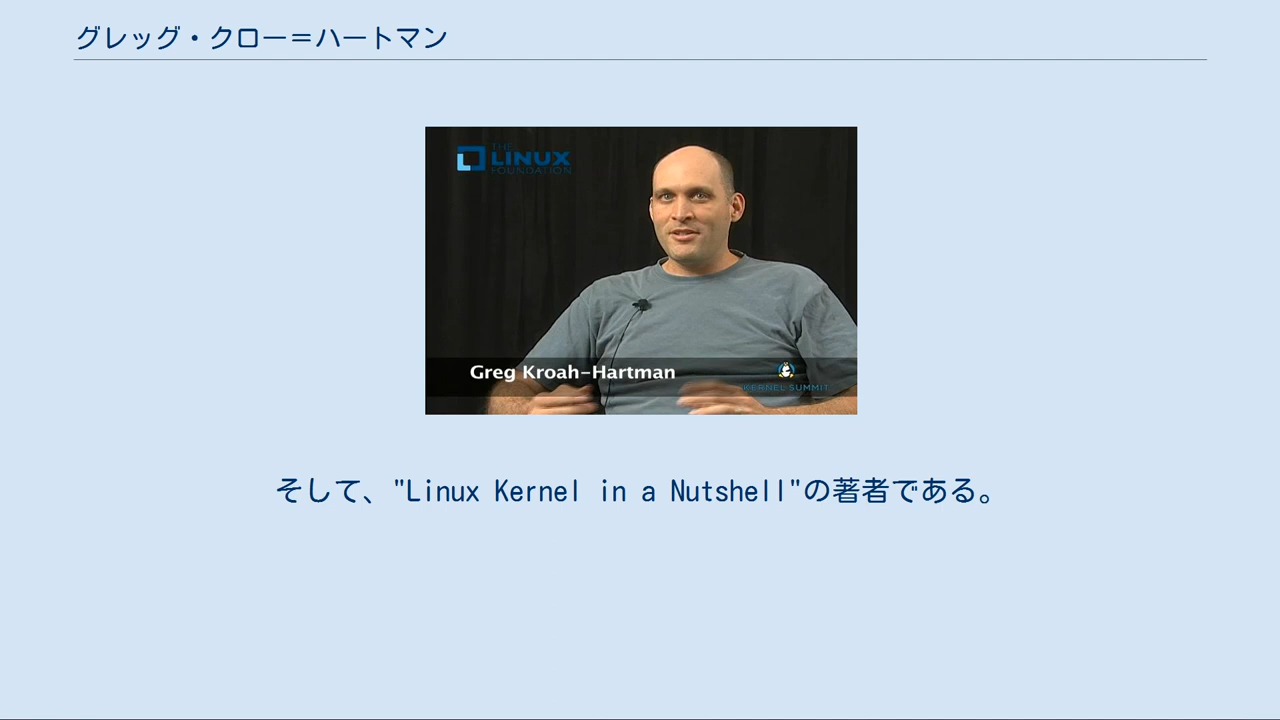 グレッグ・クロー＝ハートマン
THE
LINUX
FOUNDATION
Greg Kroah-Hartman
KERNEL SUMMIT
そして、"Linux Kernel in a Nutshell"の著者である。